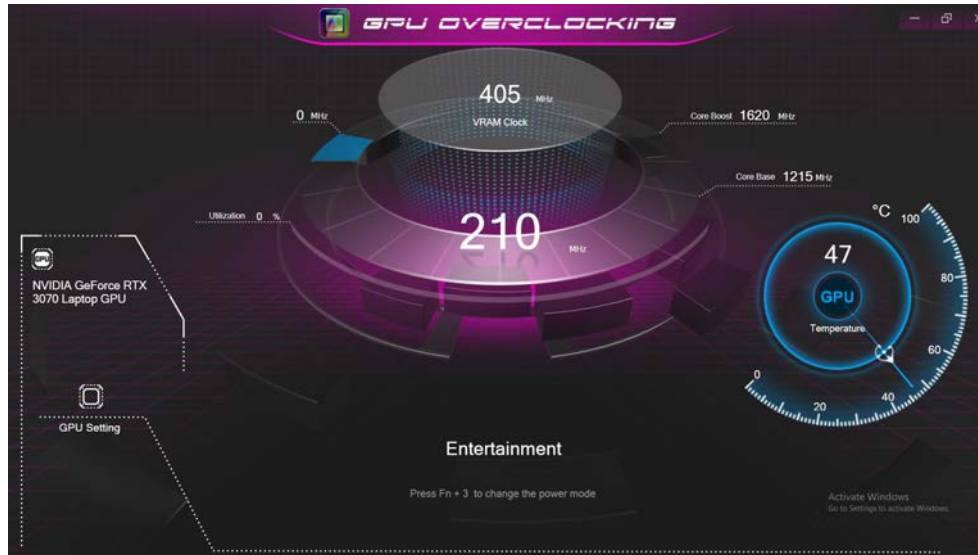 GPU OVERCLOCKING
405 MHz
VRAM Clock
0 MHz
Core Boost 1620 MHz
Core Base 1215 MHz
Utilization 0 %
210 MHz
GPU
NVIDIA GeForce RTX
3070 Laptop GPU
GPU Setting
°C
47
GPU
Temperature
0
20
40
60
80
100
Entertainment
Press Fn + 3 to change the power mode
Activate Windows
Go to Settings to activate Windows.